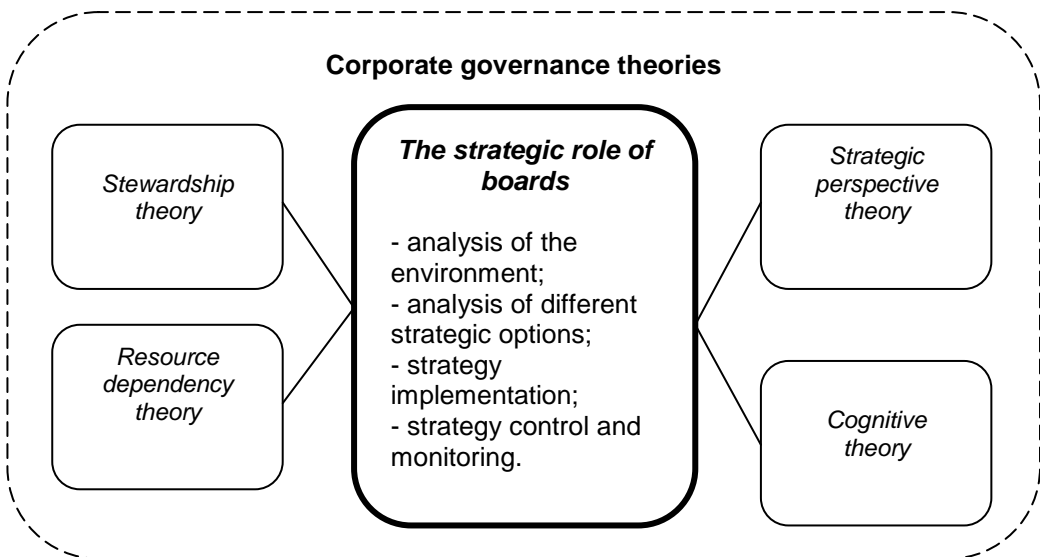 Corporate governance theories
Stewardship
theory
Resource
dependency
theory
The strategic role of
boards
- analysis of the
environment;
- analysis of different
strategic options;
- strategy
implementation;
- strategy control and
monitoring.
Strategic
perspective
theory
Cognitive
theory